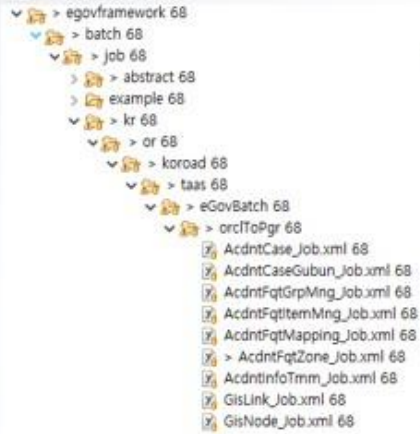 > egovframework 68
> batch 68
> job 68
> abstract 68
example 68
> kr 68
> or 68
> koroad 68
> taas 68
> eGovBatch 68
> orclToPgr 68
AcdntCase_Job.xml 68
AcdntCaseGubun_Job.xml 68
AcdntFqtGrpMng_Job.xml 68
AcdntFqtItemMng_Job.xml 68
AcdntFqtMapping_Job.xml 68
> AcdntFqtZone_Job.xml 68
AcdntInfoTmm_Job.xml 68
GisLink_Job.xml 68
GisNode_Job.xml 68